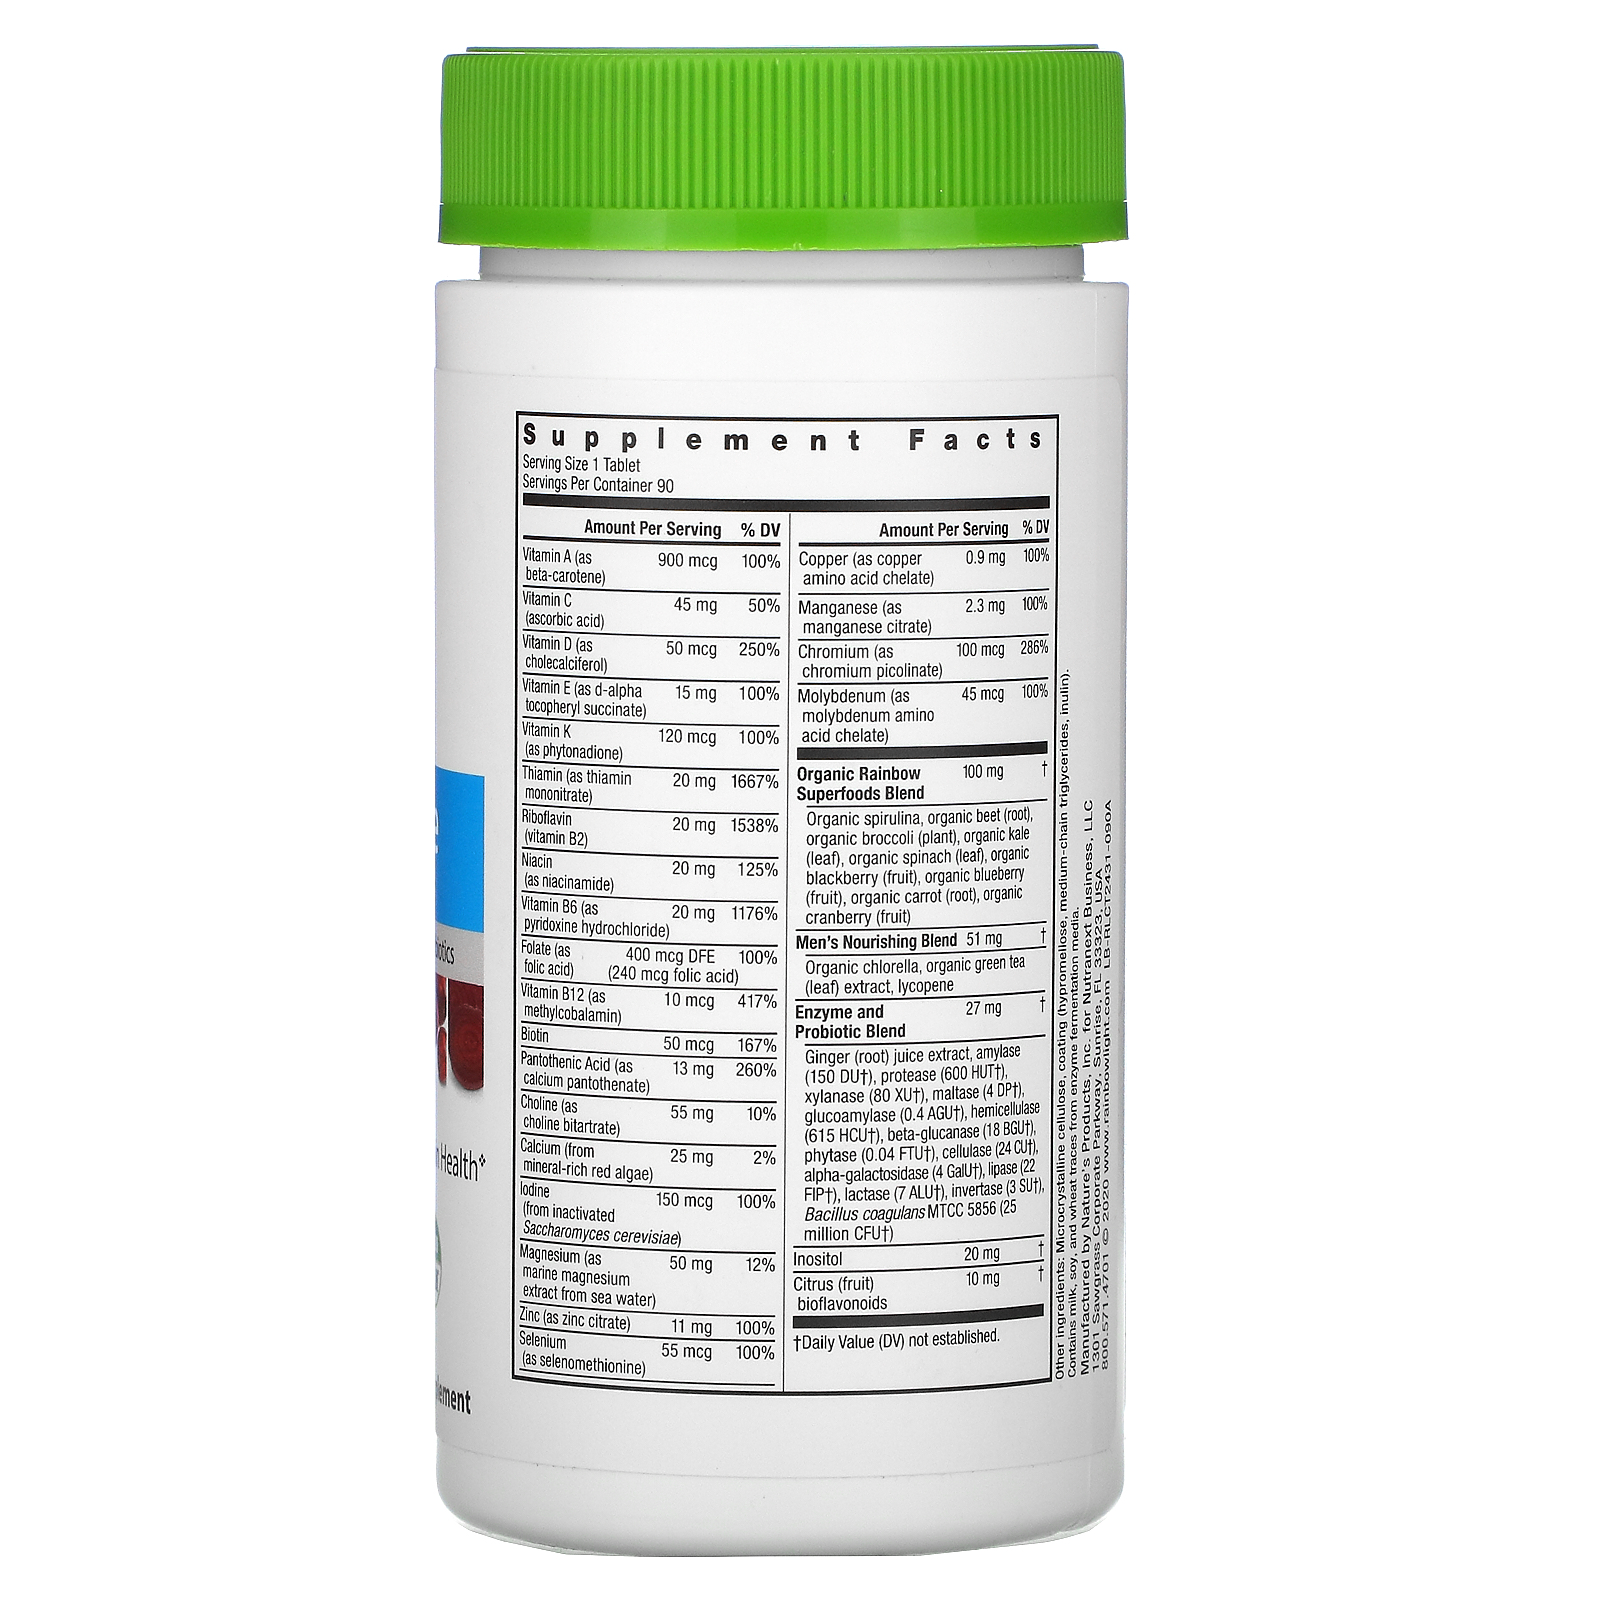 Supplement Facts
Serving Size 1 Tablet
Servings Per Container 90
Amount Per Serving % DV
Vitamin A (as 900 mcg 100%
beta-carotene)
Vitamin C 45 mg 50%
(ascorbic acid)
Vitamin D (as 50 mcg 250%
cholecalciferol)
Vitamin E (as d-alpha 15 mg 100%
tocopheryl succinate)
Vitamin K 120 mcg 100%
(as phytonadione)
Thiamin (as thiamin 20 mg 1667%
mononitrate)
Riboflavin 20 mg 1538%
(vitamin B2)
Niacin 20 mg 125%
(as niacinamide)
Vitamin B6 (as 20 mg 1176%
pyridoxine hydrochloride)
Folate (as 400 mcg DFE 100%
folic acid) (240 mcg folic acid)
Vitamin B12 (as 10 mcg 417%
methylcobalamin)
Biotin 50 mcg 167%
Pantothenic Acid (as 13 mg 260%
calcium pantothenate)
Choline (as 55 mg 10%
choline bitartrate)
Calcium (from 25 mg 2%
mineral-rich red algae)
Iodine 150 mcg 100%
(from inactivated
Saccharomyces cerevisiae)
Magnesium (as 50 mg 12%
marine magnesium
extract from sea water)
Zinc (as zinc citrate) 11 mg 100%
Selenium 55 mcg 100%
(as selenomethionine)
Amount Per Serving % DV
Copper (as copper 0.9 mg 100%
amino acid chelate)
Manganese (as 2.3 mg 100%
manganese citrate)
Chromium (as 100 mcg 286%
chromium picolinate)
Molybdenum (as 45 mcg 100%
molybdenum amino
acid chelate)
Organic Rainbow 100 mg †
Superfoods Blend
Organic spirulina, organic beet (root),
organic broccoli (plant), organic kale
(leaf), organic spinach (leaf), organic
blackberry (fruit), organic blueberry
(fruit), organic carrot (root), organic
cranberry (fruit)
Men's Nourishing Blend 51 mg †
Organic chlorella, organic green tea
(leaf) extract, lycopene
Enzyme and 27 mg †
Probiotic Blend
Ginger (root) juice extract, amylase
(150 DU†), protease (600 HUT†),
xylanase (80 XU†), maltase (4 DP†),
glucoamylase (0.4 AGU†), hemicellulase
(615 HCU†), beta-glucanase (18 BGU†),
phytase (0.04 FTU†), cellulase (24 CU†),
alpha-galactosidase (4 GalU†), lipase (22
FIP†), lactase (7 ALU†), invertase (3 SU†),
Bacillus coagulans MTCC 5856 (25
million CFU†)
Inositol 20 mg †
Citrus (fruit) 10 mg †
bioflavonoids
†Daily Value (DV) not established.
Other ingredients: Microcrystalline cellulose, coating (hypromellose, medium-chain triglycerides, inulin).
Contains milk, soy, and wheat traces from enzyme fermentation media.
Manufactured by Nature's Products, Inc. for Nutranext Business, LLC
1301 Sawgrass Corporate Parkway, Sunrise, FL 33323, USA
800.571.4701 © 2020 www.rainbowlight.com LB-RLCT2431-090A
e
iotics
n Health
lement